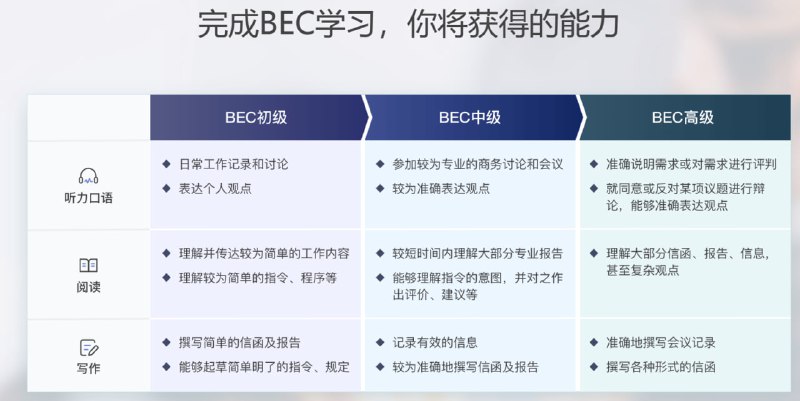 完成BEC学习，你将获得的能力
BEC初级
BEC中级
BEC高级
听力口语
◆ 日常工作记录和讨论
◆ 表达个人观点
◆ 参加较为专业的商务讨论和会议
◆ 较为准确表达观点
◆ 准确说明需求或对需求进行评判
◆ 就同意或反对某项议题进行辩
论，能够准确表达观点
阅读
◆ 理解并传达较为简单的工作内容
◆ 理解较为简单的指令、程序等
◆ 较短时间内理解大部分专业报告
◆ 能够理解指令的意图，并对之作
出评价、建议等
◆ 理解大部分信函、报告、信息，
甚至复杂观点
写作
◆ 撰写简单的信函及报告
◆ 能够起草简单明了的指令、规定
◆ 记录有效的信息
◆ 较为准确地撰写信函及报告
◆ 准确地撰写会议记录
◆ 撰写各种形式的信函